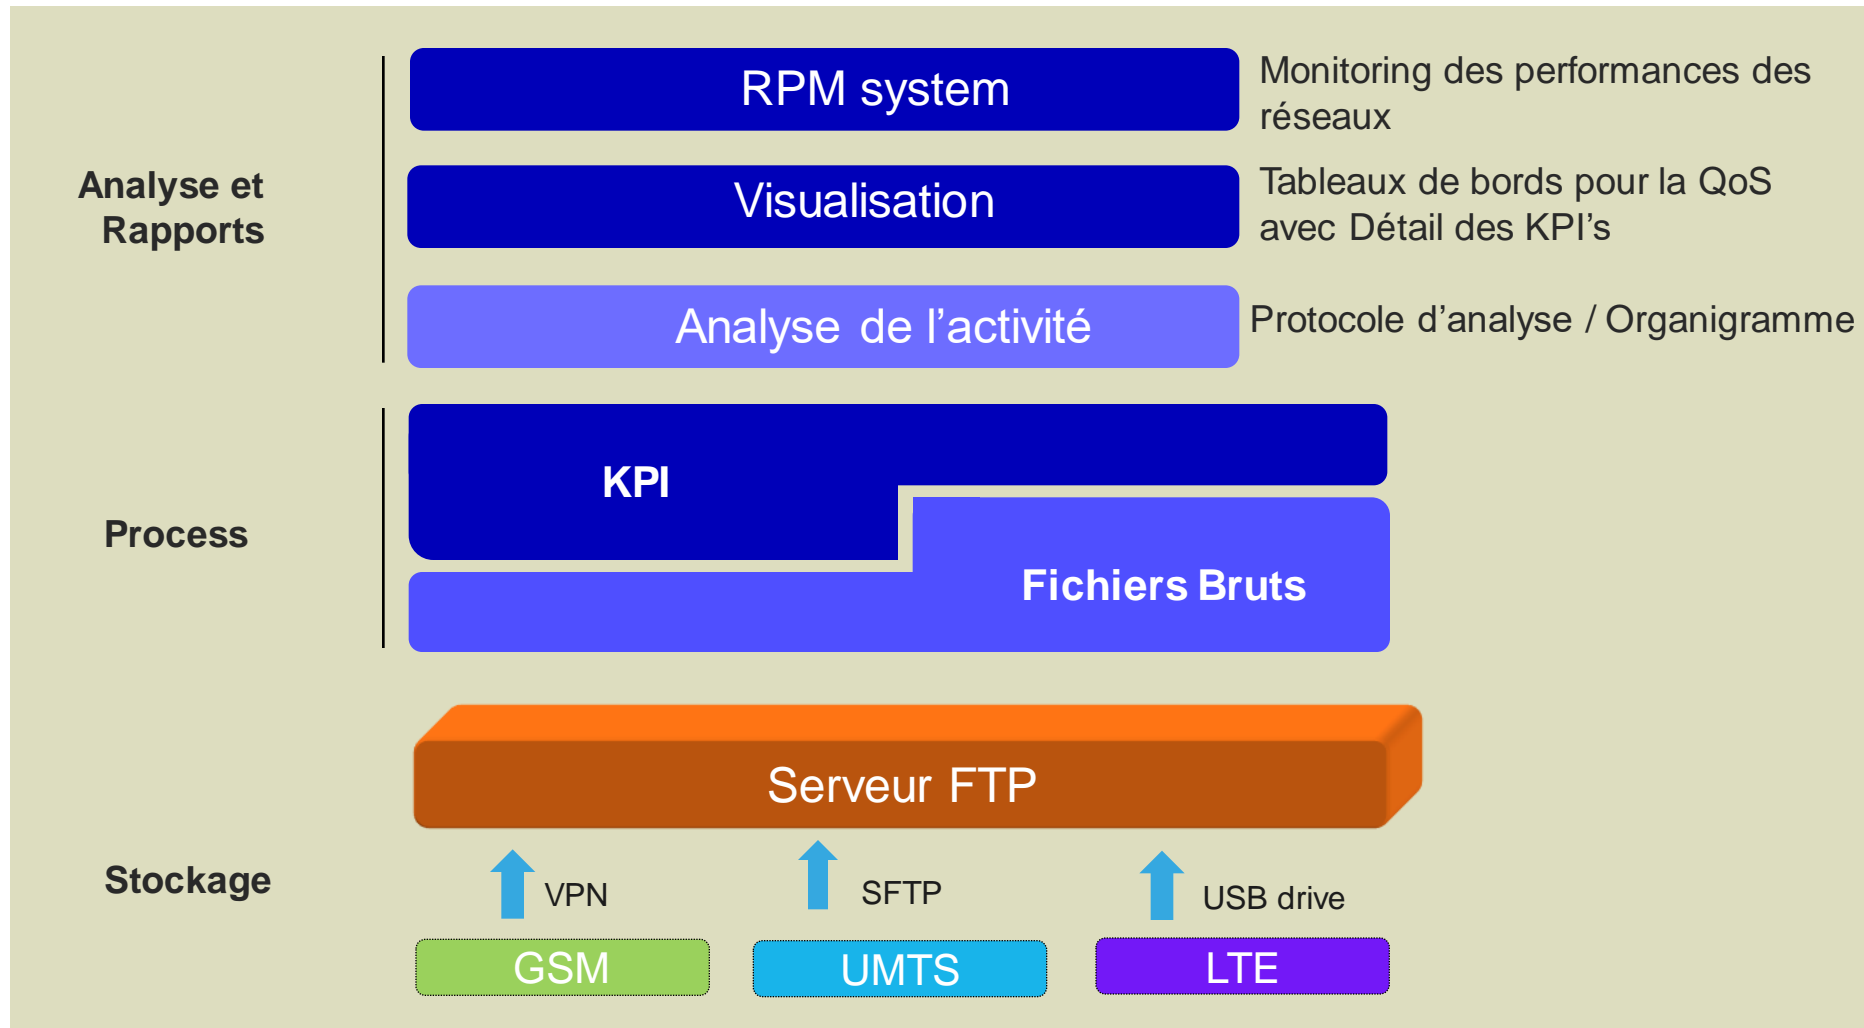 RPM system
Monitoring des performances des
réseaux
Analyse et
Rapports
Visualisation
Tableaux de bords pour la QoS
avec Détail des KPI’s
Analyse de l’activité
Protocole d’analyse / Organigramme
Process
KPI
Fichiers Bruts
Serveur FTP
Stockage
VPN
SFTP
USB drive
GSM
UMTS
LTE